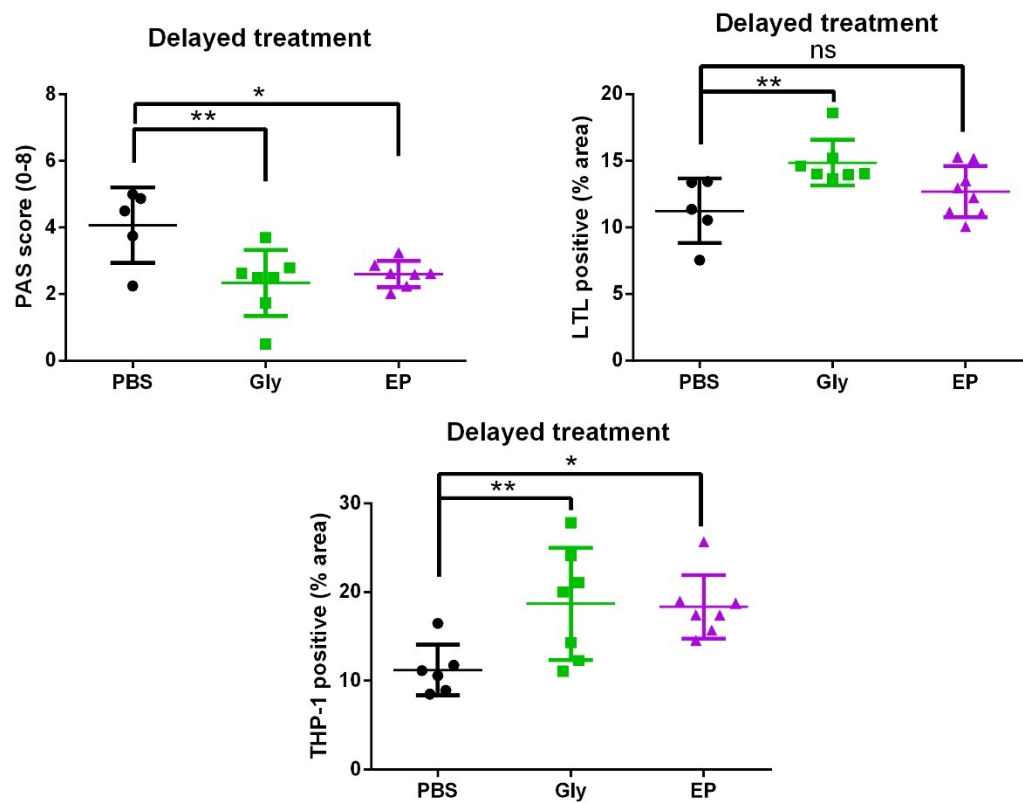 Delayed treatment
*
**
8
6
4
2
0
PAS score (0-8)
PBS Gly EP
Delayed treatment
ns
**
20
15
10
5
0
LTL positive (% area)
PBS Gly EP
Delayed treatment
*
**
30
20
10
0
THP-1 positive (% area)
PBS Gly EP